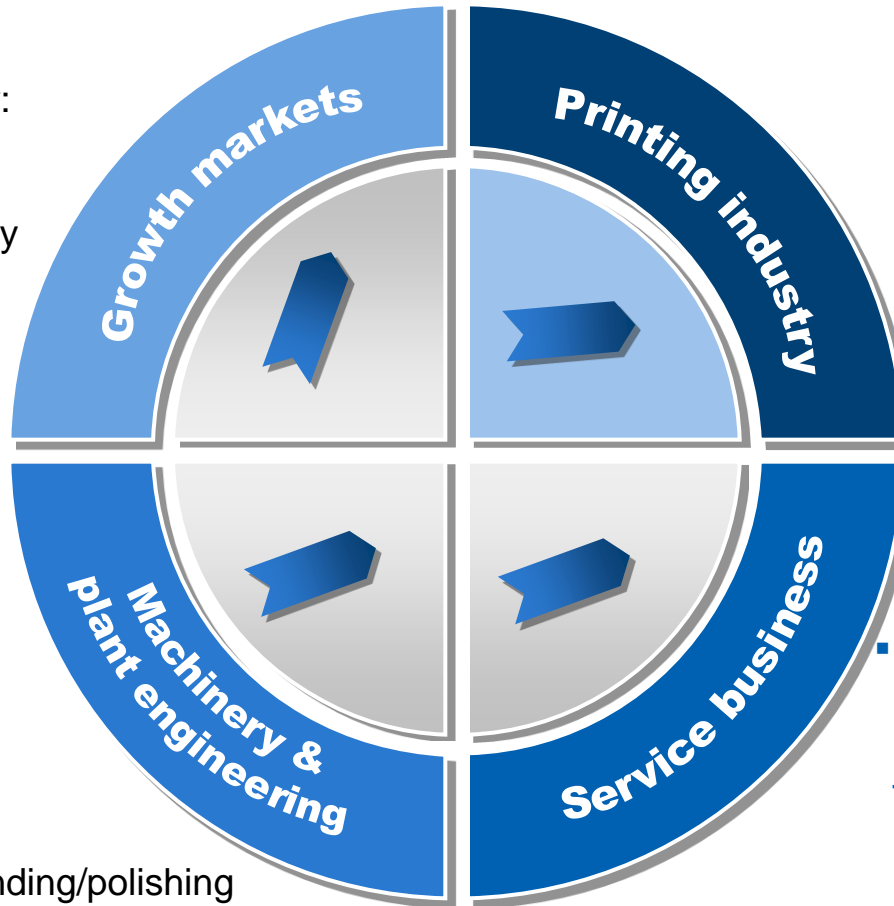 :
y
Growth markets
Printing industry
Machinery &
plant engineering
Service business
nding/polishing